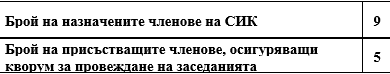 Брой на назначените членове на СИК 9
Брой на присъстващите членове, осигуряващи
кворум за провеждане на заседанията 5